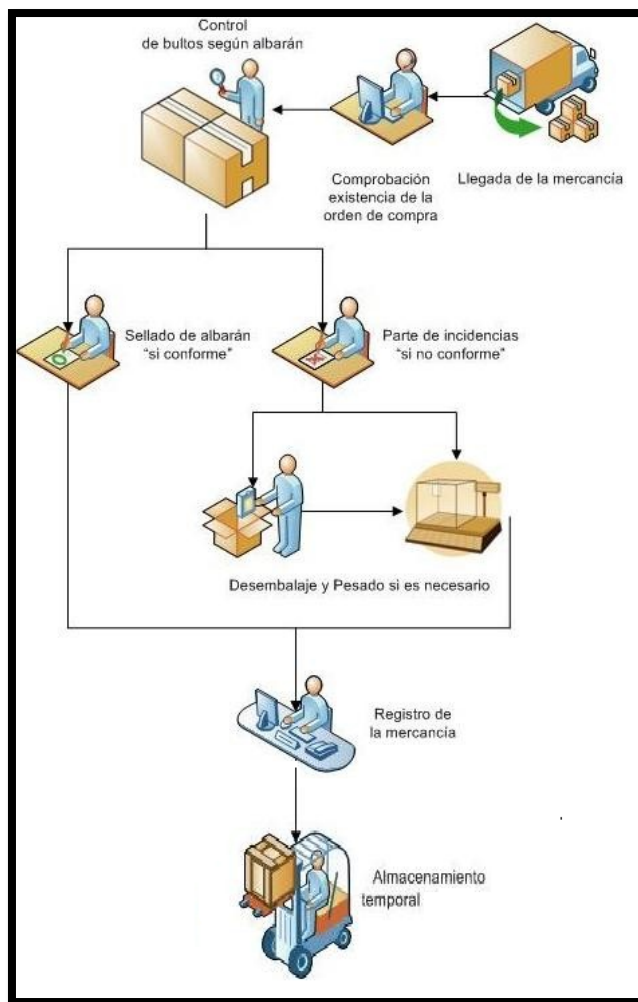 Control
de bultos según albarán
Comprobación
existencia de la
orden de compra
Llegada de la mercancía
Sellado de albarán
“si conforme”
Parte de incidencias
“si no conforme”
Desembalaje y Pesado si es necesario
Registro de
la mercancía
Almacenamiento
temporal